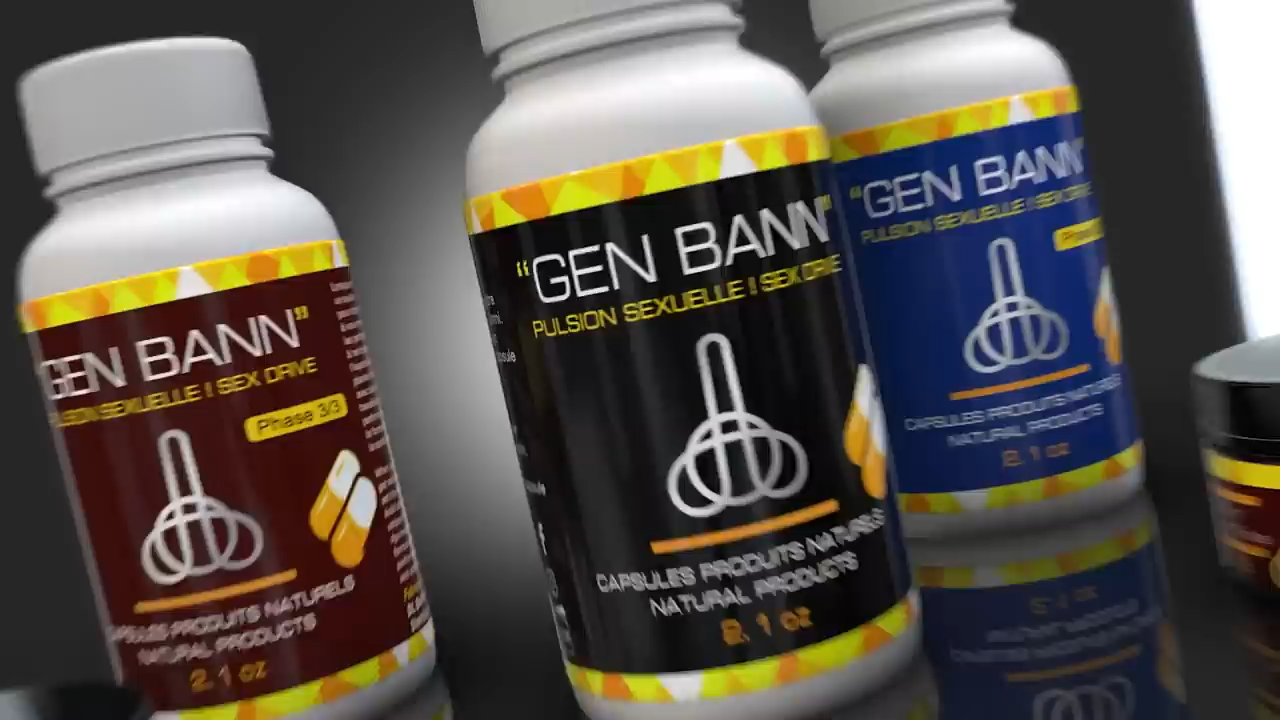 GEN BANN"
PULSION SEXUELLE I SEX DRIVE
Phase 3/3
CAPSULES PRODUITS NATURELS
NATURAL PRODUCTS
2.1 oz
"GEN BANN"
PULSION SEXUELLE I SEX DRIVE
CAPSULES PRODUITS NATURELS
NATURAL PRODUCTS
2.1 oz
"GEN BANN"
PULSION SEXUELLE I SEX DRIVE
CAPSULES PRODUITS NATURELS
NATURAL PRODUCTS
2.1 oz